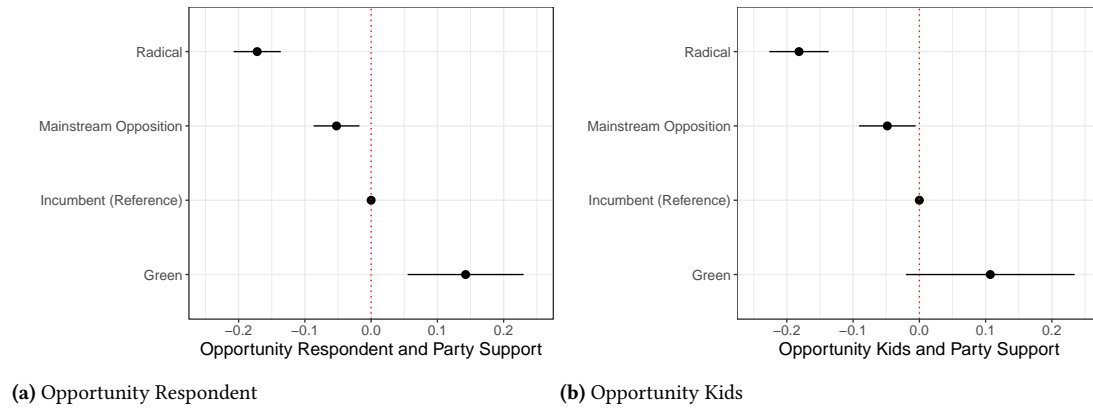 Radical
Mainstream Opposition
Incumbent (Reference)
Green
−0.2 −0.1 0.0 0.1 0.2
Opportunity Respondent and Party Support
(a) Opportunity Respondent
Radical
Mainstream Opposition
Incumbent (Reference)
Green
−0.2 −0.1 0.0 0.1 0.2
Opportunity Kids and Party Support
(b) Opportunity Kids